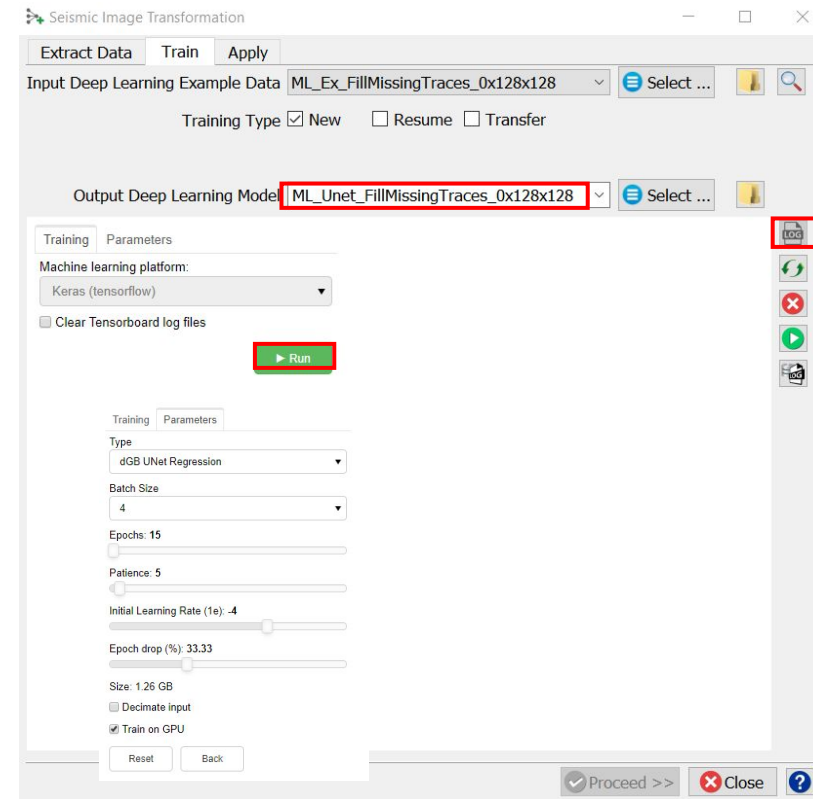 Seismic Image Transformation
Extract Data Train Apply
Input Deep Learning Example Data ML_Ex_FillMissingTraces_0x128x128 Select ...
Training Type New Resume Transfer
Output Deep Learning Model ML_Unet_FillMissingTraces_0x128x128 Select ...
Training Parameters
LOG
Machine learning platform:
Keras (tensorflow)
Clear Tensorboard log files
Run
LOG
Training Parameters
Type
dGB UNet Regression
Batch Size
4
Epochs: 15
Patience: 5
Initial Learning Rate (1e): -4
Epoch drop (%): 33.33
Size: 1.26 GB
Decimate input
Train on GPU
Reset Back
Proceed >> Close ?